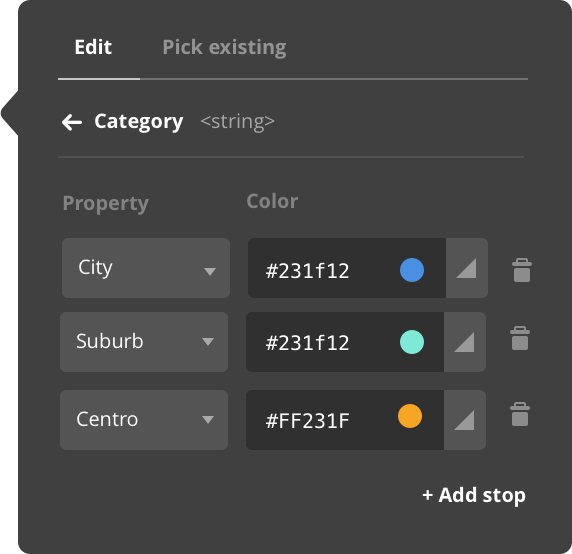 Edit Pick existing
Category <string>
Property Color
City #231f12
Suburb #231f12
Centro #FF231F
+ Add stop